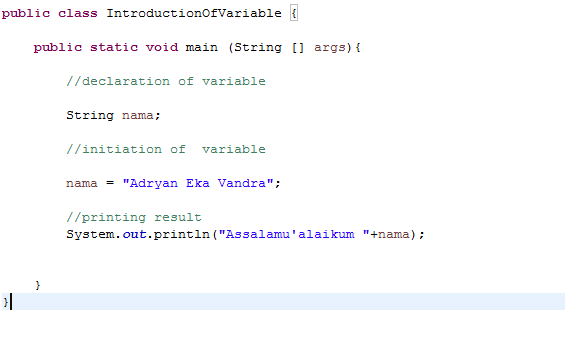 public class IntroductionOfVariable {
public static void main (String [] args){
//declaration of variable
String nama;
//initiation of  variable
nama = "Adryan Eka Vandra";
//printing result
System.out.println("Assalamu'alaikum "+nama);
}
}